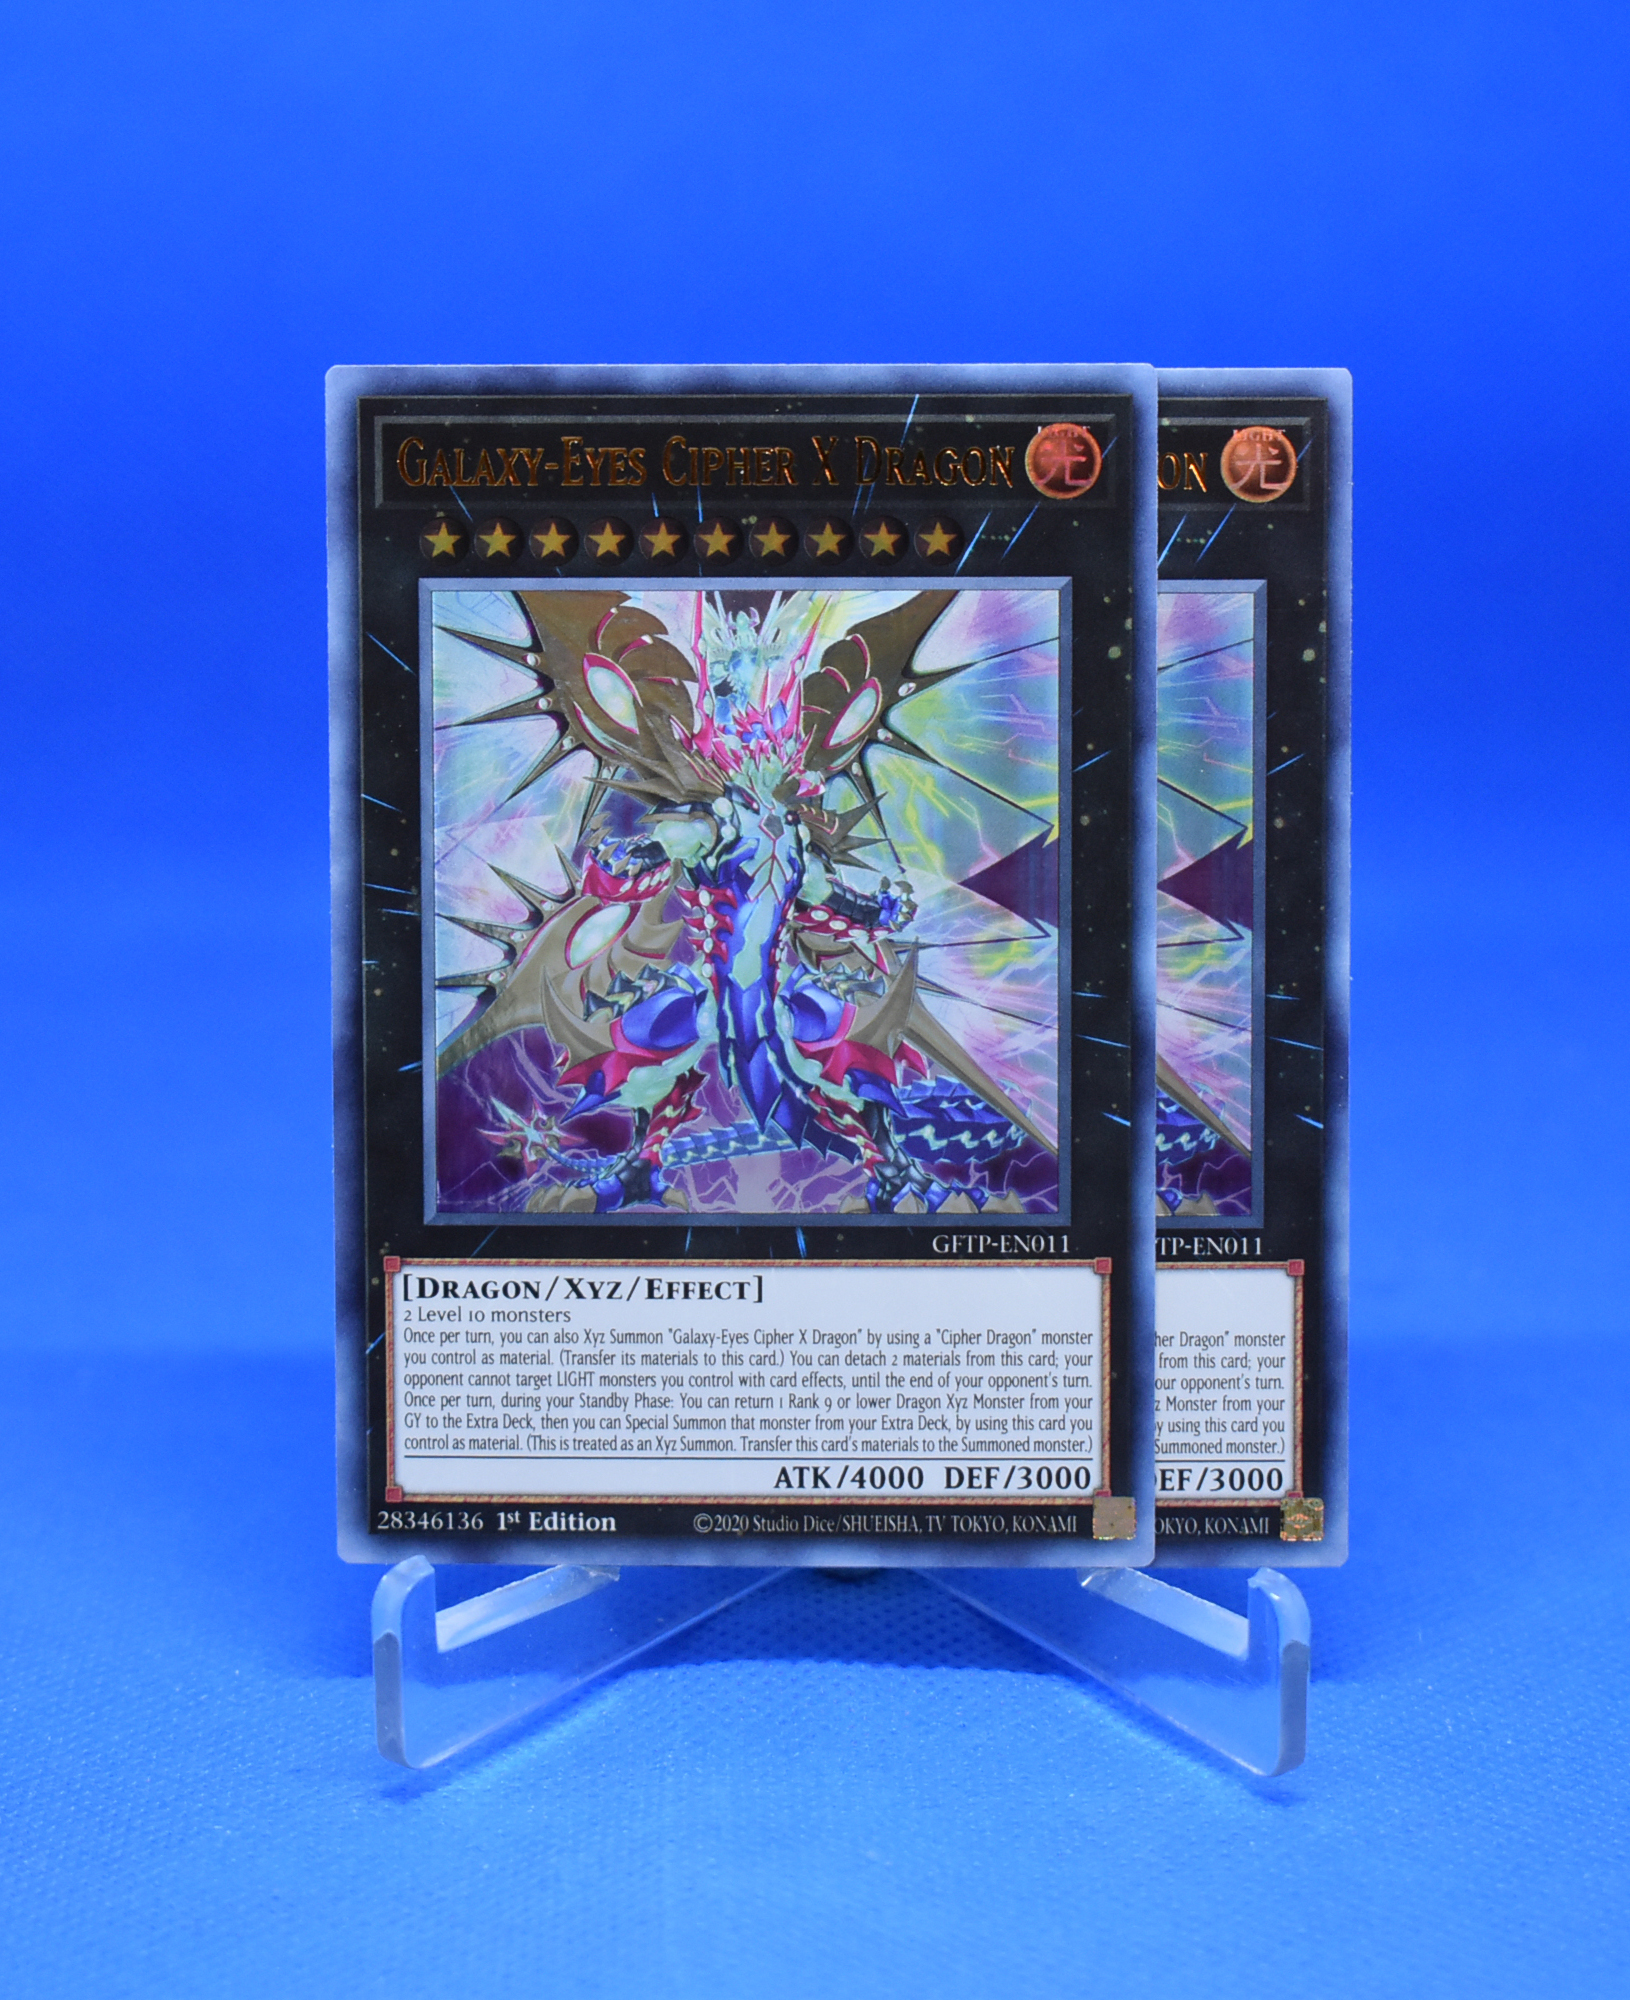 GALAXY-EYES CIPHER X DRAGON
LIGHT
光
GFTP-EN011
[DRAGON/XYZ/EFFECT]
2 Level 10 monsters
Once per turn, you can also Xyz Summon "Galaxy-Eyes Cipher X Dragon" by using a "Cipher Dragon" monster
you control as material. (Transfer its materials to this card.) You can detach 2 materials from this card; your
opponent cannot target LIGHT monsters you control with card effects, until the end of your opponent's turn.
Once per turn, during your Standby Phase: You can return 1 Rank 9 or lower Dragon Xyz Monster from your
GY to the Extra Deck, then you can Special Summon that monster from your Extra Deck, by using this card you
control as material. (This is treated as an Xyz Summon. Transfer this card's materials to the Summoned monster.)
ATK/4000 DEF/3000
28346136 1st Edition ©2020 Studio Dice/SHUEISHA, TV TOKYO, KONAMI
ON
LIGHT
光
TP-EN011
her Dragon" monster
from this card; your
our opponent's turn.
z Monster from your
y using this card you
Summoned monster.)
DEF/3000
OKYO, KONAMI